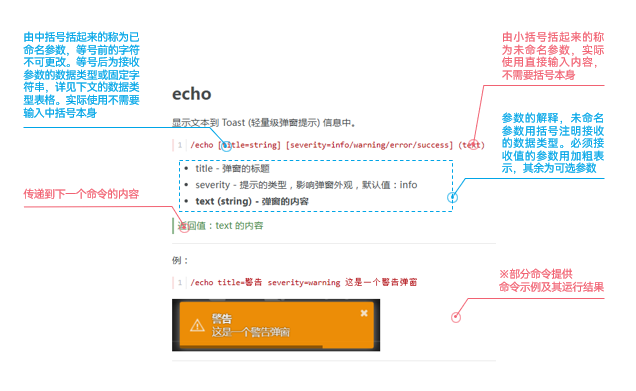 由中括号括起来的称为已
命名参数，等号前的字符
不可更改。等号后为接收
参数的数据类型或固定字
符串，详见下文的数据类
型表格。实际使用不需要
输入中括号本身
由小括号括起来的称
为未命名参数，实际
使用直接输入内容，
不需要括号本身
echo
显示文本到 Toast (轻量级弹窗提示) 信息中。
1 /echo [title=string] [severity=info/warning/error/success] (text)
参数的解释，未命名
参数用括号注明接收
的数据类型。必须接
收值的参数用加粗表
示，其余为可选参数
• title - 弹窗的标题
• severity - 提示的类型，影响弹窗外观，默认值：info
• text (string) - 弹窗的内容
传递到下一个命令的内容
返回值：text 的内容
例：
1 /echo title=警告 severity=warning 这是一个警告弹窗
※部分命令提供
命令示例及其运行结果
警告
这是一个警告弹窗